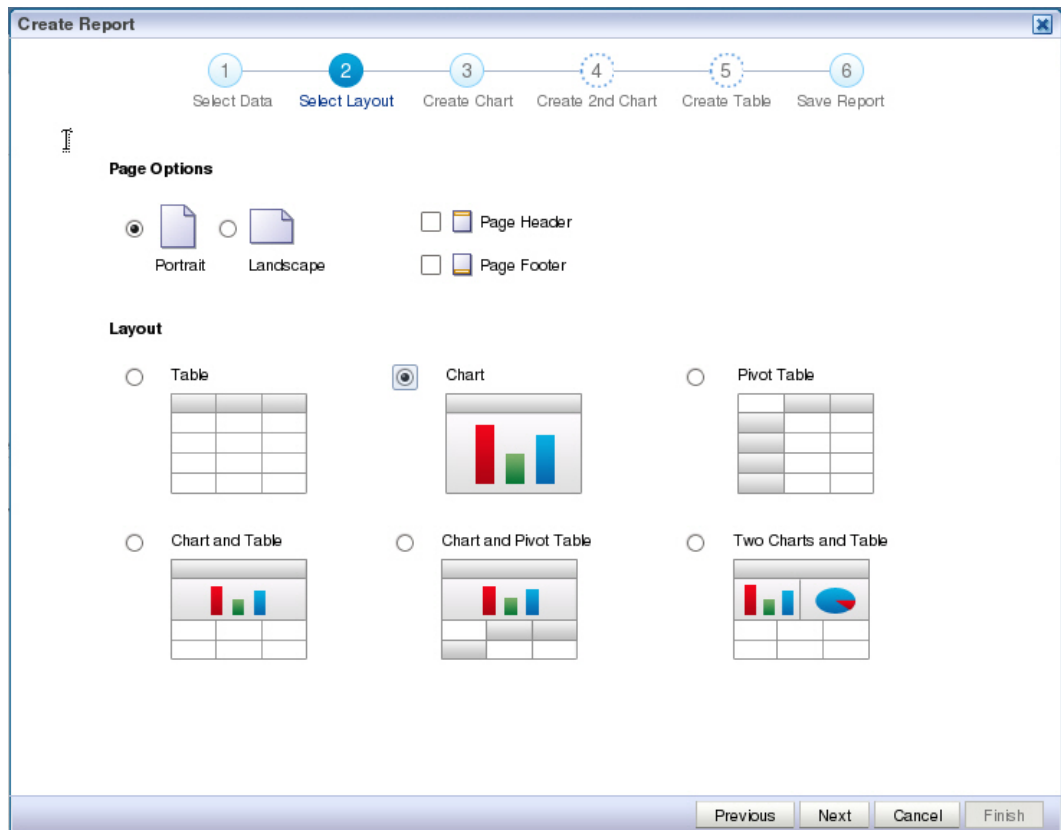 Create Report
1 2 3 4 5 6
Select Data Select Layout Create Chart Create 2nd Chart Create Table Save Report
Page Options
Page Header
Portrait Landscape Page Footer
Layout
Table Chart Pivot Table
Chart and Table Chart and Pivot Table Two Charts and Table
Previous Next Cancel Finish